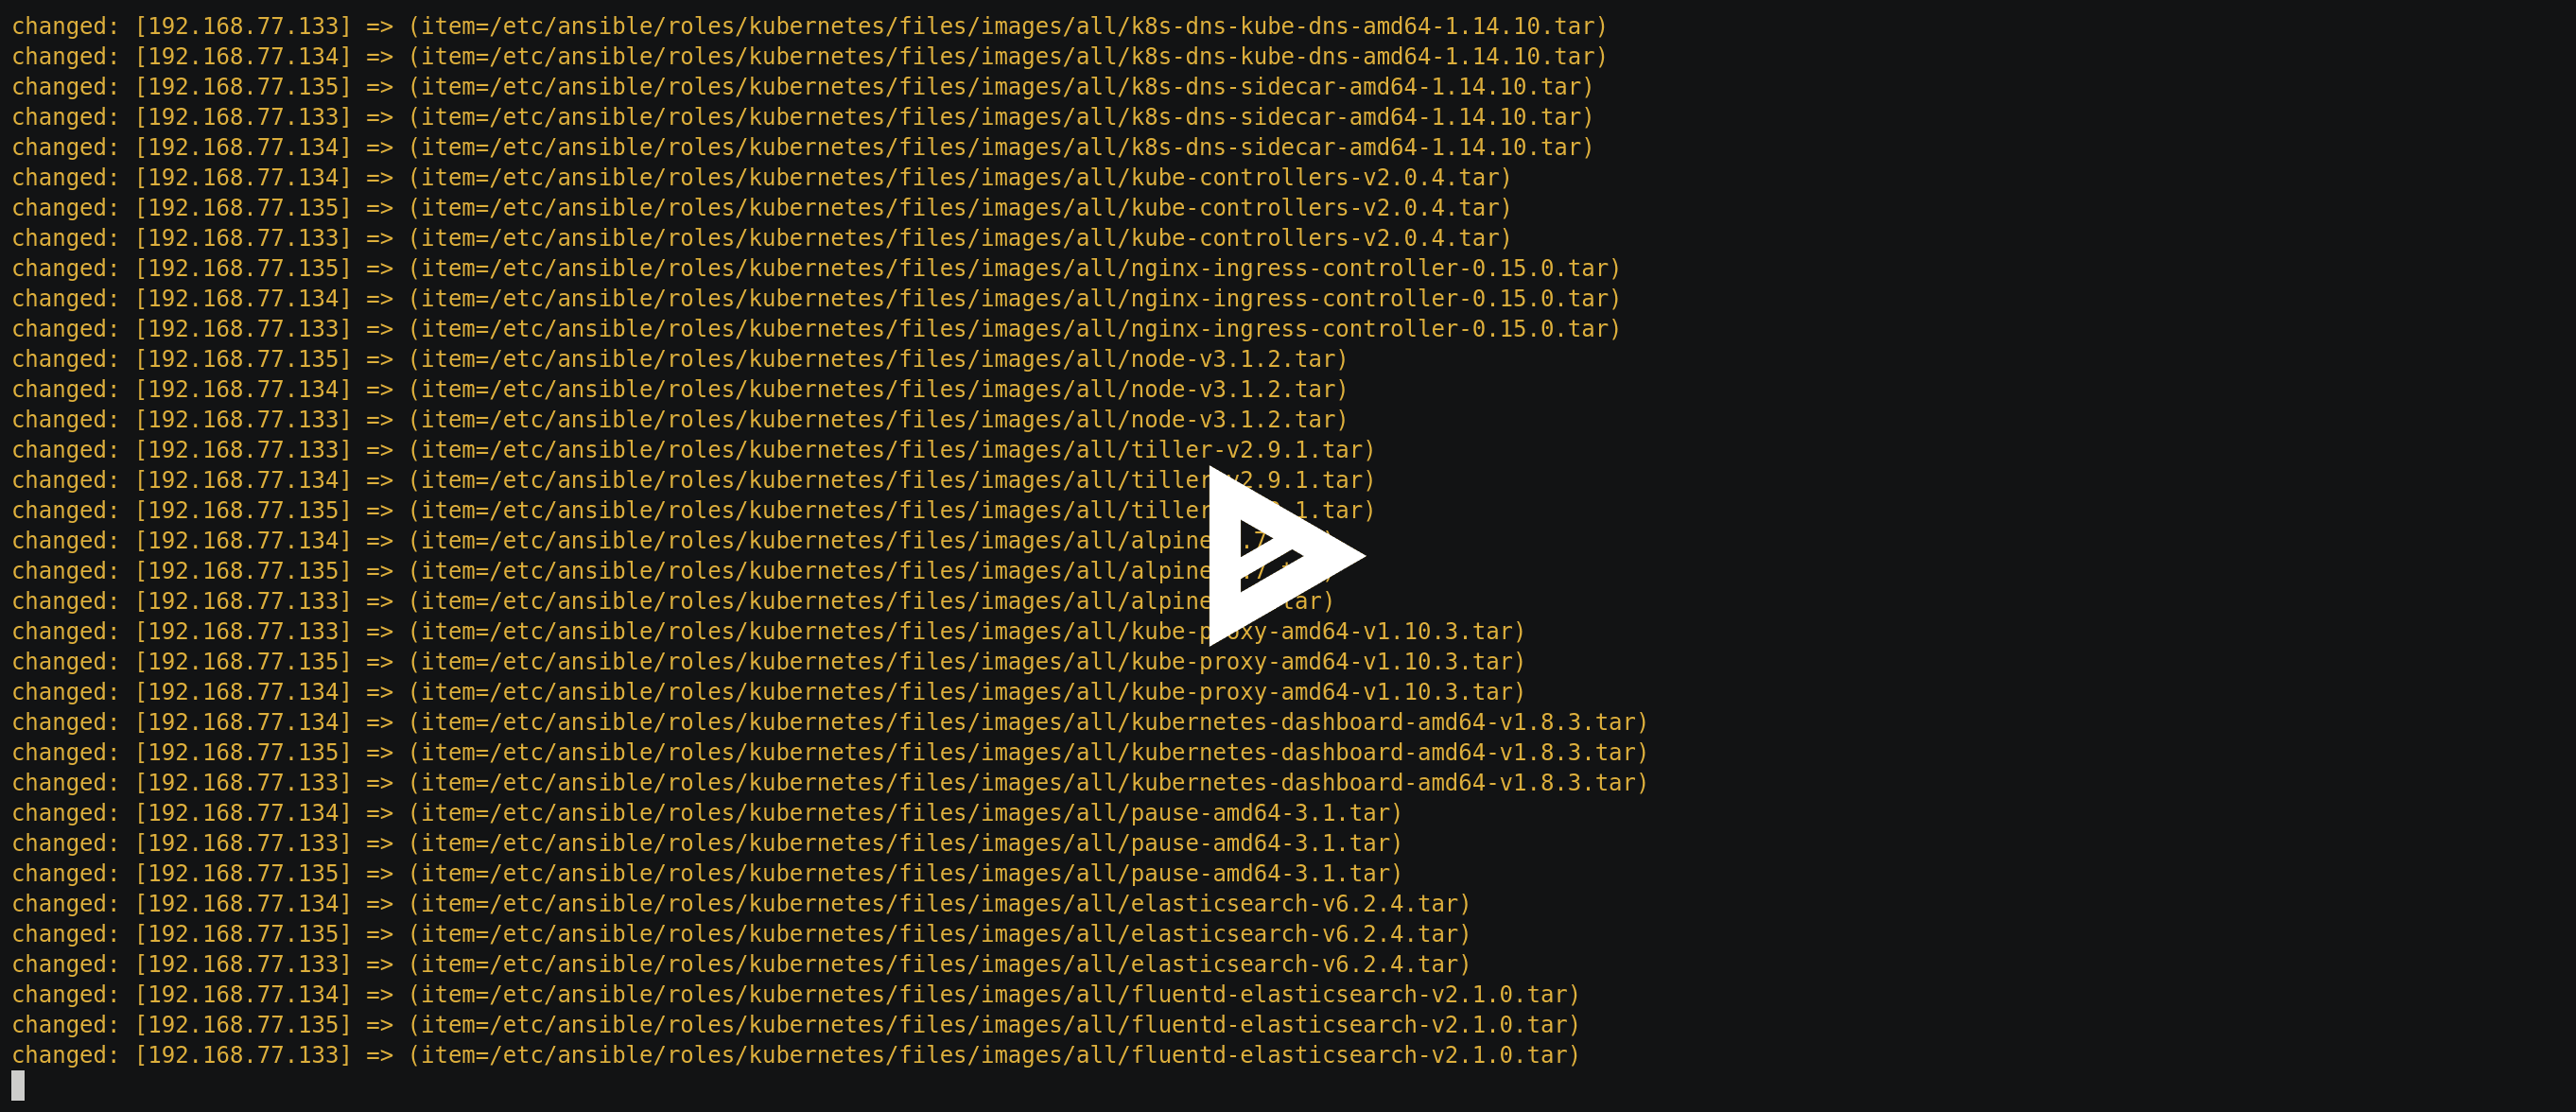 changed: [192.168.77.133] => (item=/etc/ansible/roles/kubernetes/files/images/all/k8s-dns-kube-dns-amd64-1.14.10.tar)
changed: [192.168.77.134] => (item=/etc/ansible/roles/kubernetes/files/images/all/k8s-dns-kube-dns-amd64-1.14.10.tar)
changed: [192.168.77.135] => (item=/etc/ansible/roles/kubernetes/files/images/all/k8s-dns-sidecar-amd64-1.14.10.tar)
changed: [192.168.77.133] => (item=/etc/ansible/roles/kubernetes/files/images/all/k8s-dns-sidecar-amd64-1.14.10.tar)
changed: [192.168.77.134] => (item=/etc/ansible/roles/kubernetes/files/images/all/k8s-dns-sidecar-amd64-1.14.10.tar)
changed: [192.168.77.134] => (item=/etc/ansible/roles/kubernetes/files/images/all/kube-controllers-v2.0.4.tar)
changed: [192.168.77.135] => (item=/etc/ansible/roles/kubernetes/files/images/all/kube-controllers-v2.0.4.tar)
changed: [192.168.77.133] => (item=/etc/ansible/roles/kubernetes/files/images/all/kube-controllers-v2.0.4.tar)
changed: [192.168.77.135] => (item=/etc/ansible/roles/kubernetes/files/images/all/nginx-ingress-controller-0.15.0.tar)
changed: [192.168.77.134] => (item=/etc/ansible/roles/kubernetes/files/images/all/nginx-ingress-controller-0.15.0.tar)
changed: [192.168.77.133] => (item=/etc/ansible/roles/kubernetes/files/images/all/nginx-ingress-controller-0.15.0.tar)
changed: [192.168.77.135] => (item=/etc/ansible/roles/kubernetes/files/images/all/node-v3.1.2.tar)
changed: [192.168.77.134] => (item=/etc/ansible/roles/kubernetes/files/images/all/node-v3.1.2.tar)
changed: [192.168.77.133] => (item=/etc/ansible/roles/kubernetes/files/images/all/node-v3.1.2.tar)
changed: [192.168.77.133] => (item=/etc/ansible/roles/kubernetes/files/images/all/tiller-v2.9.1.tar)
changed: [192.168.77.134] => (item=/etc/ansible/roles/kubernetes/files/images/all/tiller-v2.9.1.tar)
changed: [192.168.77.135] => (item=/etc/ansible/roles/kubernetes/files/images/all/tiller
changed: [192.168.77.134] => (item=/etc/ansible/roles/kubernetes/files/images/all/alpine
changed: [192.168.77.135] => (item=/etc/ansible/roles/kubernetes/files/images/all/alpine
changed: [192.168.77.133] => (item=/etc/ansible/roles/kubernetes/files/images/all/alpine
changed: [192.168.77.133] => (item=/etc/ansible/roles/kubernetes/files/images/all/kube-proxy-amd64-v1.10.3.tar)
changed: [192.168.77.135] => (item=/etc/ansible/roles/kubernetes/files/images/all/kube-proxy-amd64-v1.10.3.tar)
changed: [192.168.77.134] => (item=/etc/ansible/roles/kubernetes/files/images/all/kube-proxy-amd64-v1.10.3.tar)
changed: [192.168.77.134] => (item=/etc/ansible/roles/kubernetes/files/images/all/kubernetes-dashboard-amd64-v1.8.3.tar)
changed: [192.168.77.135] => (item=/etc/ansible/roles/kubernetes/files/images/all/kubernetes-dashboard-amd64-v1.8.3.tar)
changed: [192.168.77.133] => (item=/etc/ansible/roles/kubernetes/files/images/all/kubernetes-dashboard-amd64-v1.8.3.tar)
changed: [192.168.77.134] => (item=/etc/ansible/roles/kubernetes/files/images/all/pause-amd64-3.1.tar)
changed: [192.168.77.133] => (item=/etc/ansible/roles/kubernetes/files/images/all/pause-amd64-3.1.tar)
changed: [192.168.77.135] => (item=/etc/ansible/roles/kubernetes/files/images/all/pause-amd64-3.1.tar)
changed: [192.168.77.134] => (item=/etc/ansible/roles/kubernetes/files/images/all/elasticsearch-v6.2.4.tar)
changed: [192.168.77.135] => (item=/etc/ansible/roles/kubernetes/files/images/all/elasticsearch-v6.2.4.tar)
changed: [192.168.77.133] => (item=/etc/ansible/roles/kubernetes/files/images/all/elasticsearch-v6.2.4.tar)
changed: [192.168.77.134] => (item=/etc/ansible/roles/kubernetes/files/images/all/fluentd-elasticsearch-v2.1.0.tar)
changed: [192.168.77.135] => (item=/etc/ansible/roles/kubernetes/files/images/all/fluentd-elasticsearch-v2.1.0.tar)
changed: [192.168.77.133] => (item=/etc/ansible/roles/kubernetes/files/images/all/fluentd-elasticsearch-v2.1.0.tar)